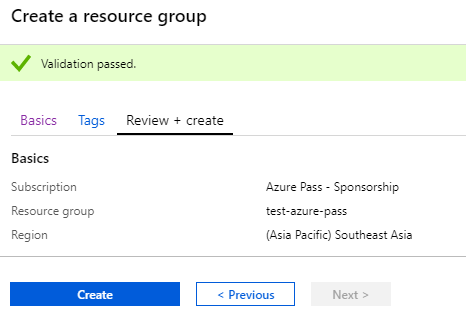 Create a resource group
Validation passed.
Basics Tags Review + create
Basics
Subscription Azure Pass - Sponsorship
Resource group test-azure-pass
Region (Asia Pacific) Southeast Asia
Create < Previous Next >